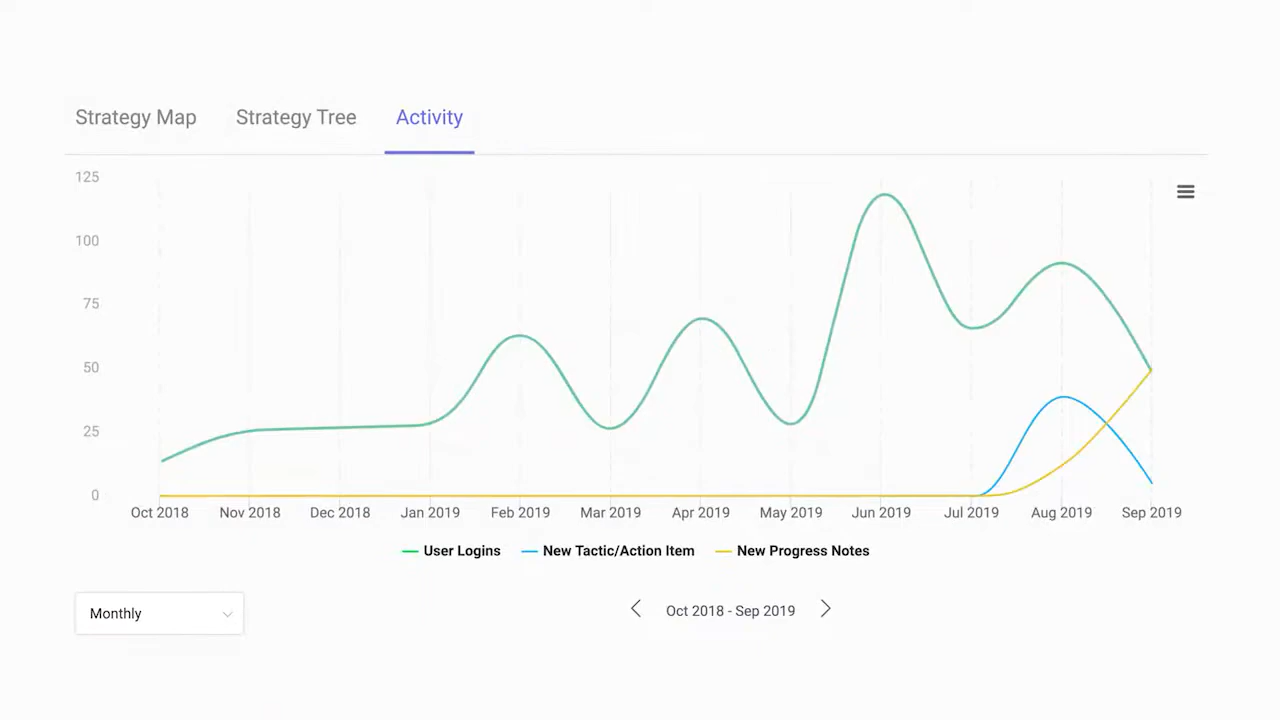 Strategy Map Strategy Tree Activity
125
100
75
50
25
0
Oct 2018 Nov 2018 Dec 2018 Jan 2019 Feb 2019 Mar 2019 Apr 2019 May 2019 Jun 2019 Jul 2019 Aug 2019 Sep 2019
User Logins New Tactic/Action Item New Progress Notes
Monthly Oct 2018 - Sep 2019